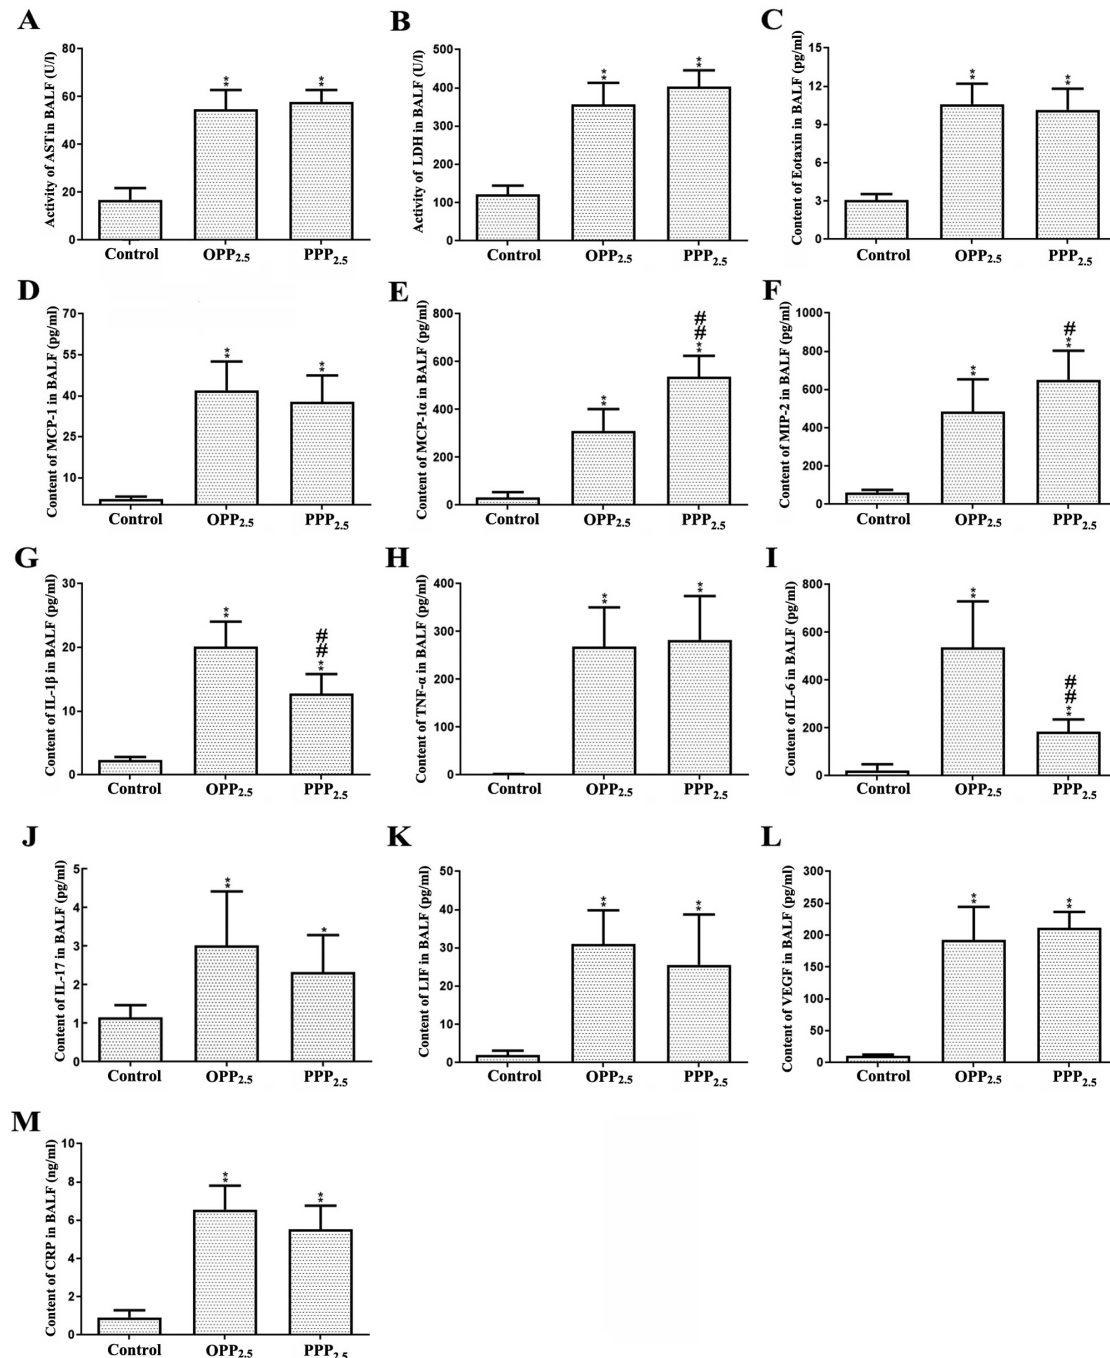 A
Activity of AST in BALF (U/l)
80
60
40
20
0
**
**
Control
OPP2.5
PPP2.5
B
Activity of LDH in BALF (U/l)
500
400
300
200
100
0
**
**
Control
OPP2.5
PPP2.5
C
Content of Eotaxin in BALF (pg/ml)
15
12
9
6
3
0
**
**
Control
OPP2.5
PPP2.5
D
Content of MCP-1 in BALF (pg/ml)
70
55
40
25
10
**
**
Control
OPP2.5
PPP2.5
E
Content of MCP-1α in BALF (pg/ml)
800
600
400
200
0
**
##
**
Control
OPP2.5
PPP2.5
F
Content of MIP-2 in BALF (pg/ml)
1000
800
600
400
200
0
**
#
**
Control
OPP2.5
PPP2.5
G
Content of IL-1β in BALF (pg/ml)
30
20
10
0
**
##
**
Control
OPP2.5
PPP2.5
H
Content of TNF-α in BALF (pg/ml)
400
300
200
100
0
**
**
Control
OPP2.5
PPP2.5
I
Content of IL-6 in BALF (pg/ml)
800
600
400
200
0
**
##
**
Control
OPP2.5
PPP2.5
J
Content of IL-17 in BALF (pg/ml)
5
4
3
2
1
0
**
*
Control
OPP2.5
PPP2.5
K
Content of LIF in BALF (pg/ml)
50
40
30
20
10
0
**
**
Control
OPP2.5
PPP2.5
L
Content of VEGF in BALF (pg/ml)
300
250
200
150
100
50
0
**
**
Control
OPP2.5
PPP2.5
M
Content of CRP in BALF (ng/ml)
10
8
6
4
2
0
**
**
Control
OPP2.5
PPP2.5